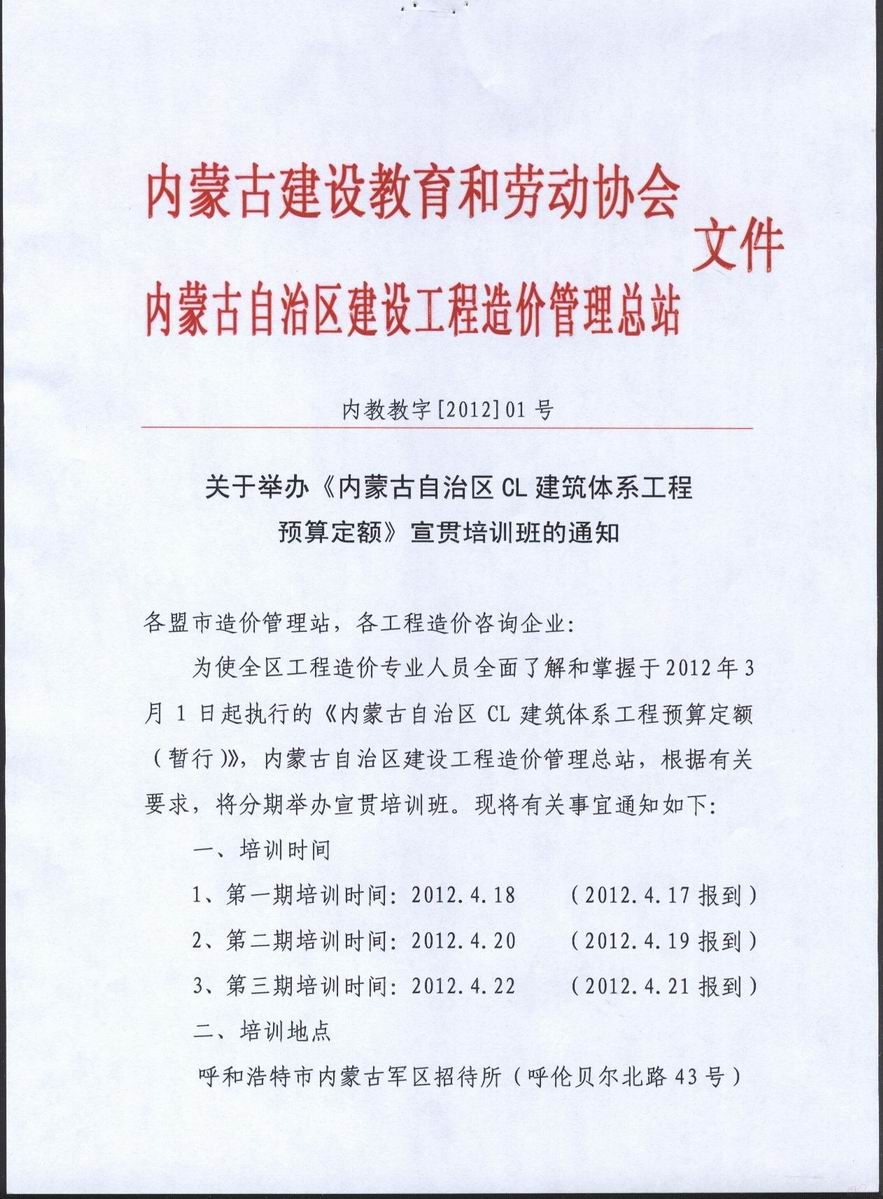 内蒙古建设教育和劳动协会
内蒙古自治区建设工程造价管理总站
文件
内教教字[2012]01号
关于举办《内蒙古自治区CL建筑体系工程
预算定额》宣贯培训班的通知
各盟市造价管理站，各工程造价咨询企业：
为使全区工程造价专业人员全面了解和掌握于2012年3
月1日起执行的《内蒙古自治区CL建筑体系工程预算定额
（暂行）》，内蒙古自治区建设工程造价管理总站，根据有关
要求，将分期举办宣贯培训班。现将有关事宜通知如下：
一、培训时间
1、第一期培训时间：2012.4.18 （2012.4.17报到）
2、第二期培训时间：2012.4.20 （2012.4.19报到）
3、第三期培训时间：2012.4.22 （2012.4.21报到）
二、培训地点
呼和浩特市内蒙古军区招待所（呼伦贝尔北路43号）